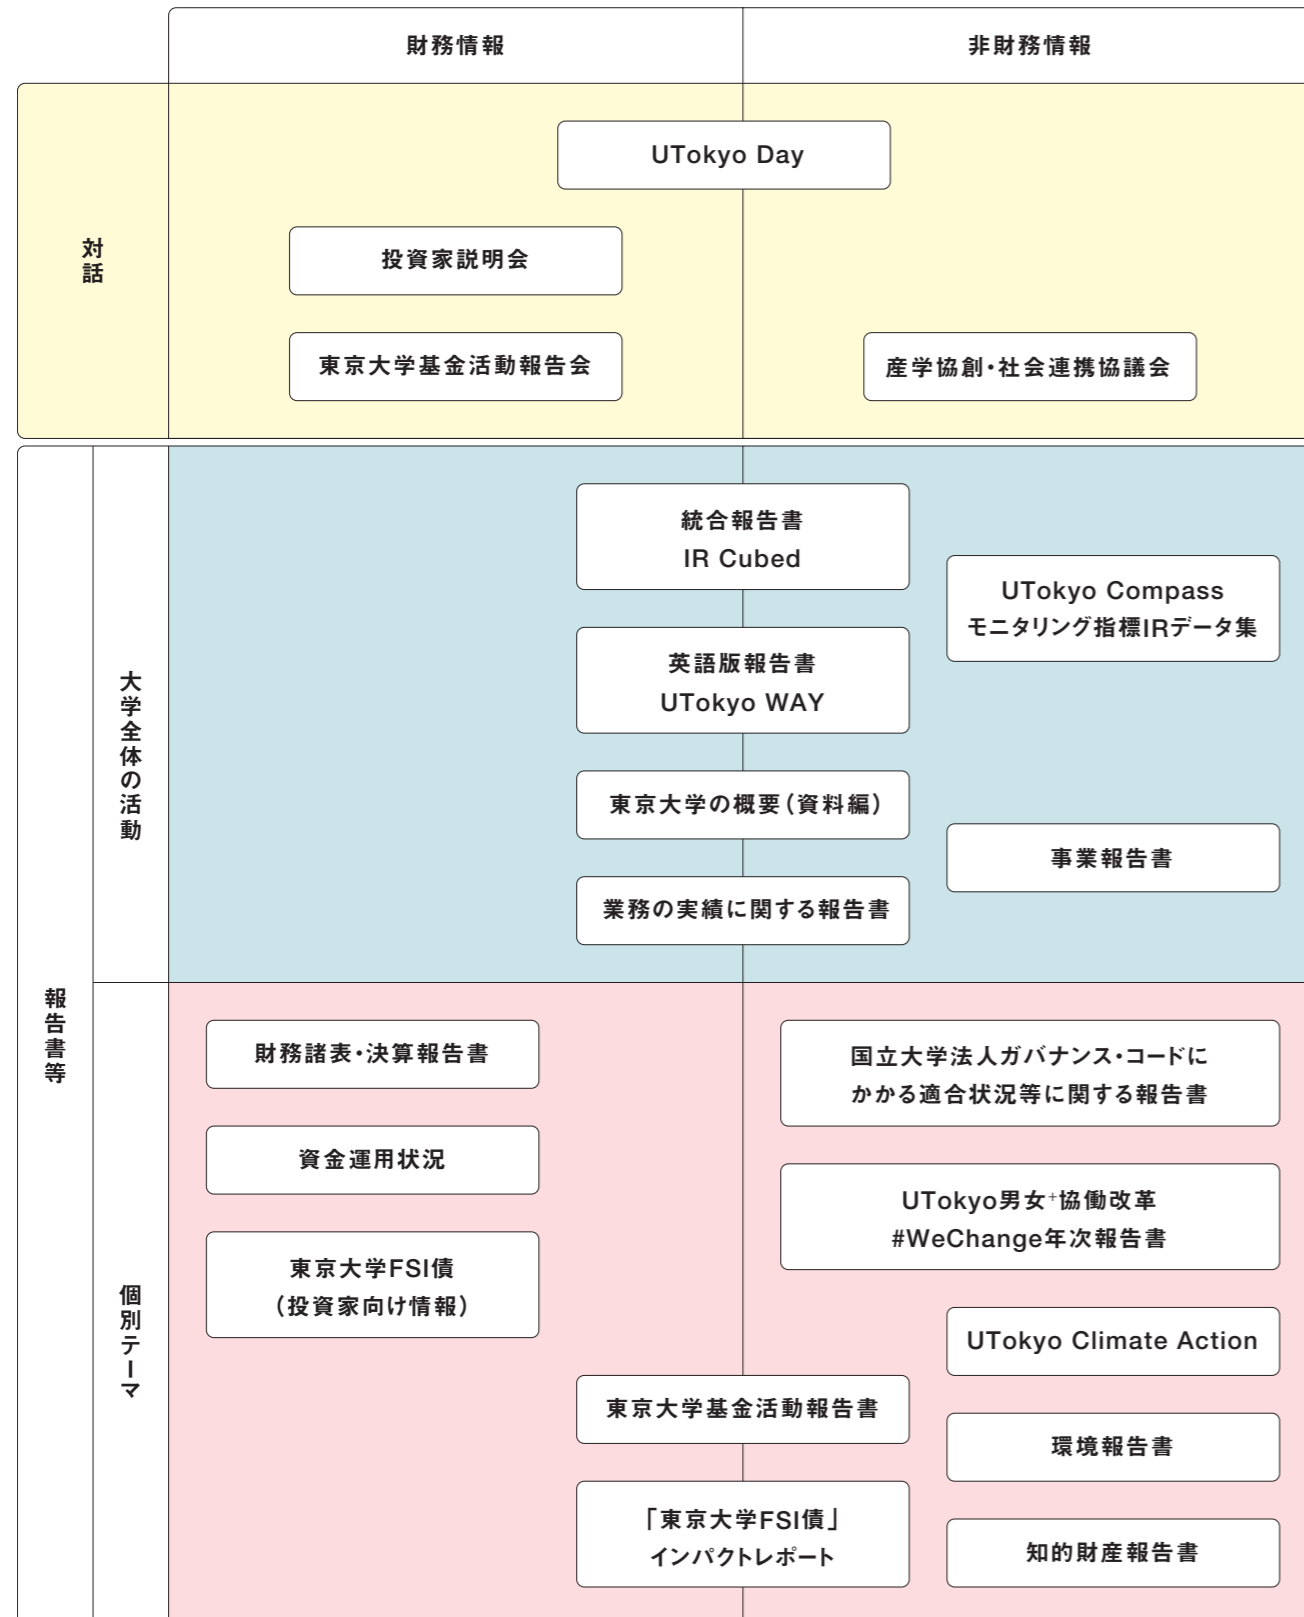 財務情報
非財務情報
対話
UTokyo Day
投資家説明会
東京大学基金活動報告会
産学協創・社会連携協議会
報告書等
大学全体の活動
統合報告書
IR Cubed
UTokyo Compass
モニタリング指標IRデータ集
英語版報告書
UTokyo WAY
東京大学の概要（資料編）
事業報告書
業務の実績に関する報告書
個別テーマ
財務諸表・決算報告書
国立大学法人ガバナンス・コードに
かかる適合状況等に関する報告書
資金運用状況
UTokyo男女⁺協働改革
#WeChange年次報告書
東京大学FSI債
（投資家向け情報）
UTokyo Climate Action
東京大学基金活動報告書
環境報告書
「東京大学FSI債」
インパクトレポート
知的財産報告書